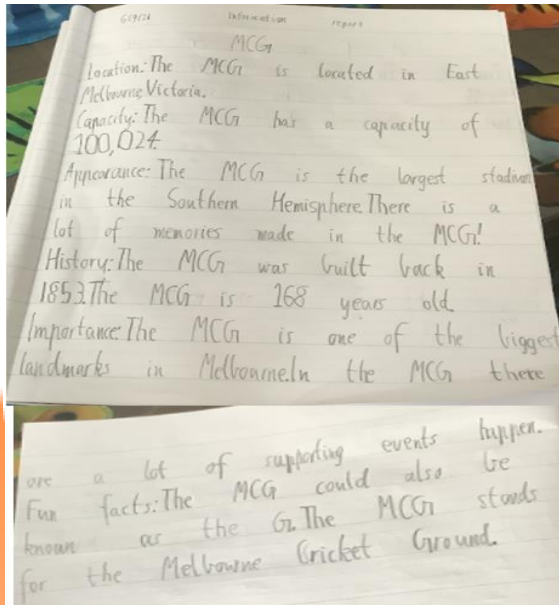 Information report
MCG
Location: The MCG is located in East
Melbourne Victoria.
Capacity: The MCG has a capacity of
100,024
Appearance: The MCG is the largest stadium
in the Southern Hemisphere. There is a
lot of memories made in the MCG!
History: The MCG was built back in
1853. The MCG is 168 years old
Importance: The MCG is one of the biggest
landmarks in Melbourne. In the MCG there
are a lot of supporting events happen.
Fun facts: The MCG could also be
known as the G. The MCG stands
for the Melbourne Cricket Ground.